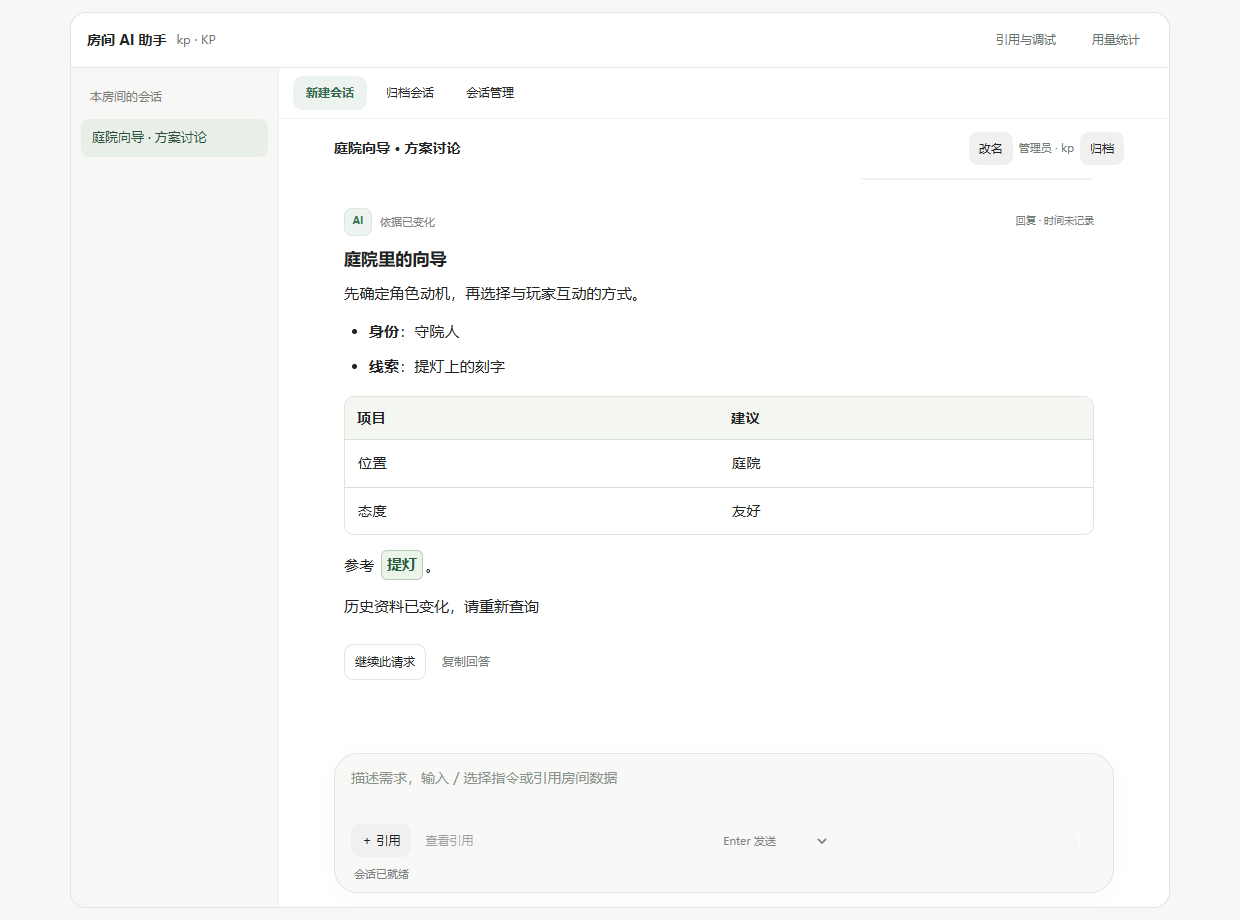 房间 AI 助手 kp · KP 引用与调试 用量统计
本房间的会话
庭院向导 · 方案讨论
新建会话 归档会话 会话管理
庭院向导 • 方案讨论 改名 管理员 · kp 归档
AI 依据已变化 回复 · 时间未记录
庭院里的向导
先确定角色动机，再选择与玩家互动的方式。
• 身份：守院人
• 线索：提灯上的刻字
项目 建议
位置 庭院
态度 友好
参考 提灯 。
历史资料已变化，请重新查询
继续此请求 复制回答
描述需求，输入 / 选择指令或引用房间数据
+ 引用 查看引用 Enter 发送
会话已就绪